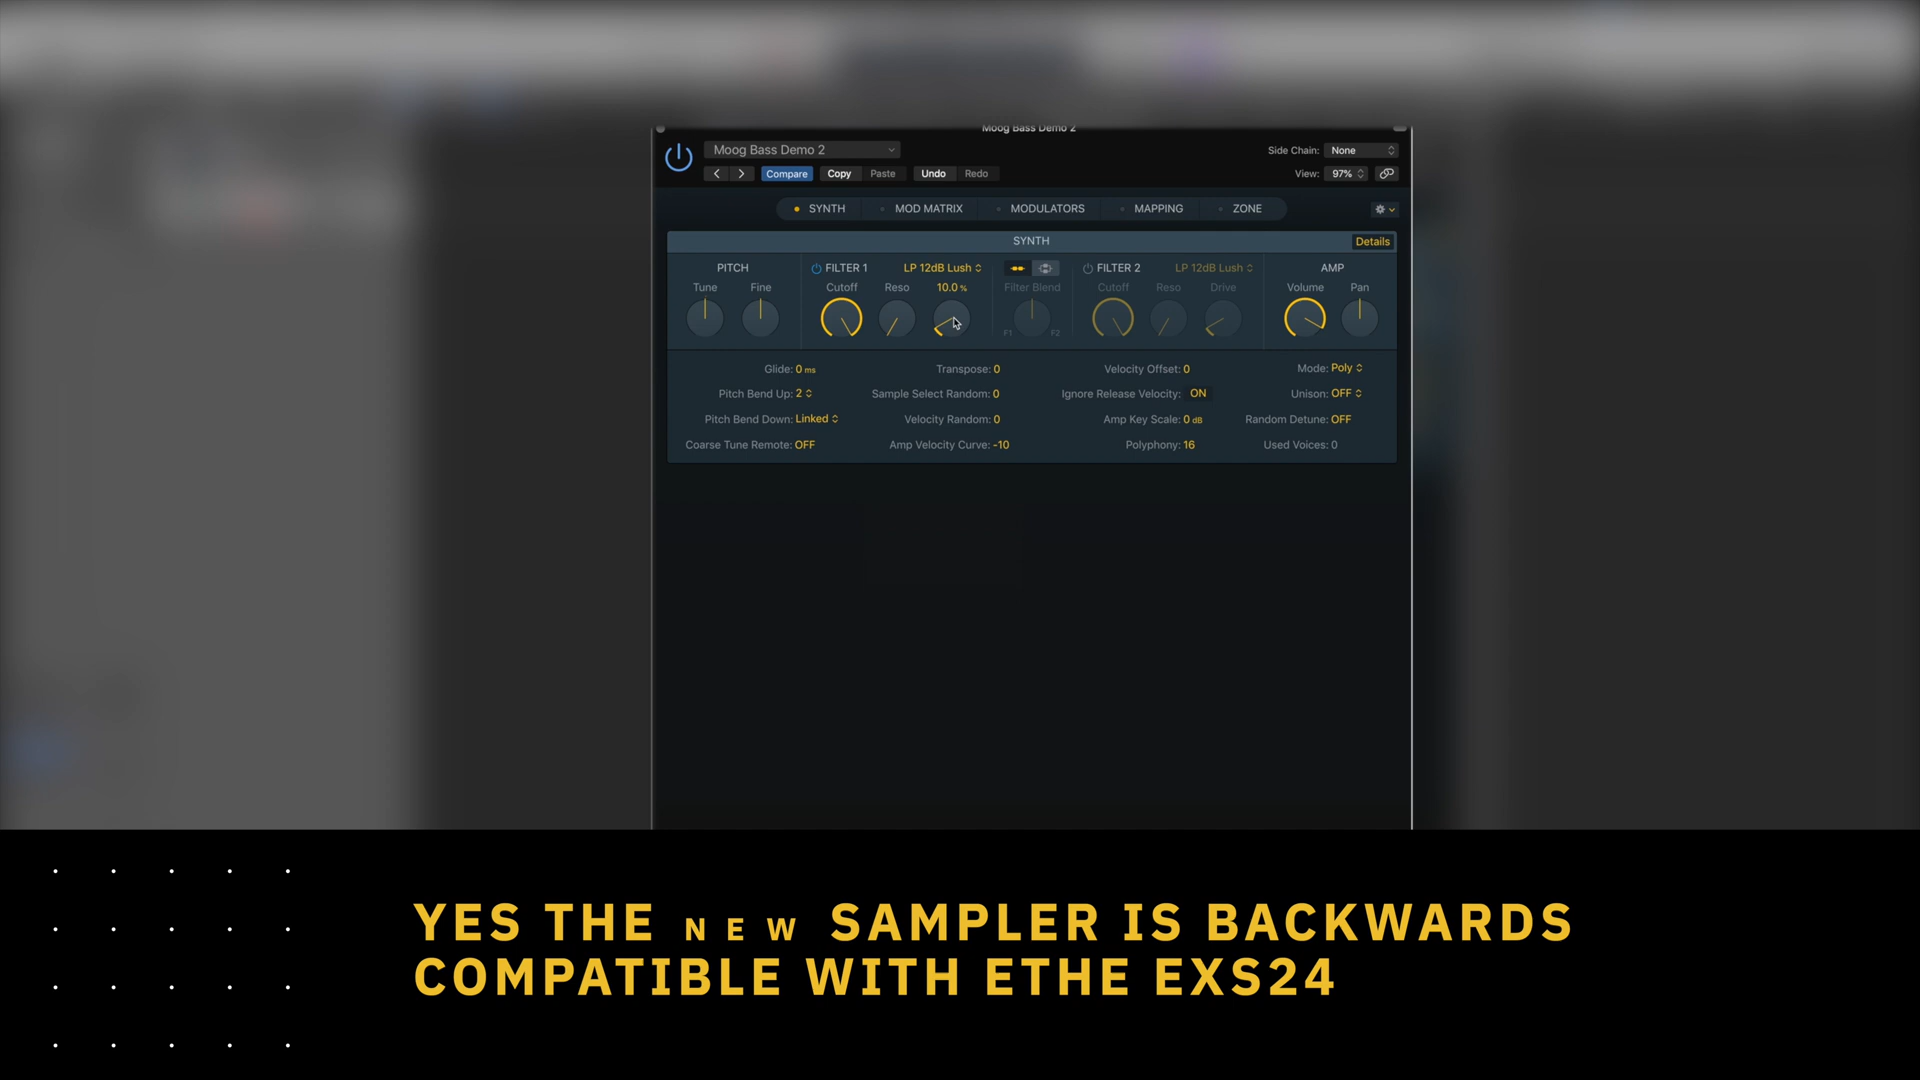 Moog Bass Demo 2
Moog Bass Demo 2
Side Chain: None
Compare Copy Paste Undo Redo
View: 97%
SYNTH MOD MATRIX MODULATORS MAPPING ZONE
SYNTH Details
PITCH FILTER 1 LP 12dB Lush FILTER 2 LP 12dB Lush AMP
Tune Fine Cutoff Reso 10.0 % Filter Blend Cutoff Reso Drive Volume Pan
F1 F2
Glide: 0 ms Transpose: 0 Velocity Offset: 0 Mode: Poly
Pitch Bend Up: 2 Sample Select Random: 0 Ignore Release Velocity: ON Unison: OFF
Pitch Bend Down: Linked Velocity Random: 0 Amp Key Scale: 0 dB Random Detune: OFF
Coarse Tune Remote: OFF Amp Velocity Curve: -10 Polyphony: 16 Used Voices: 0
YES THE NEW SAMPLER IS BACKWARDS
COMPATIBLE WITH ETHE EXS24